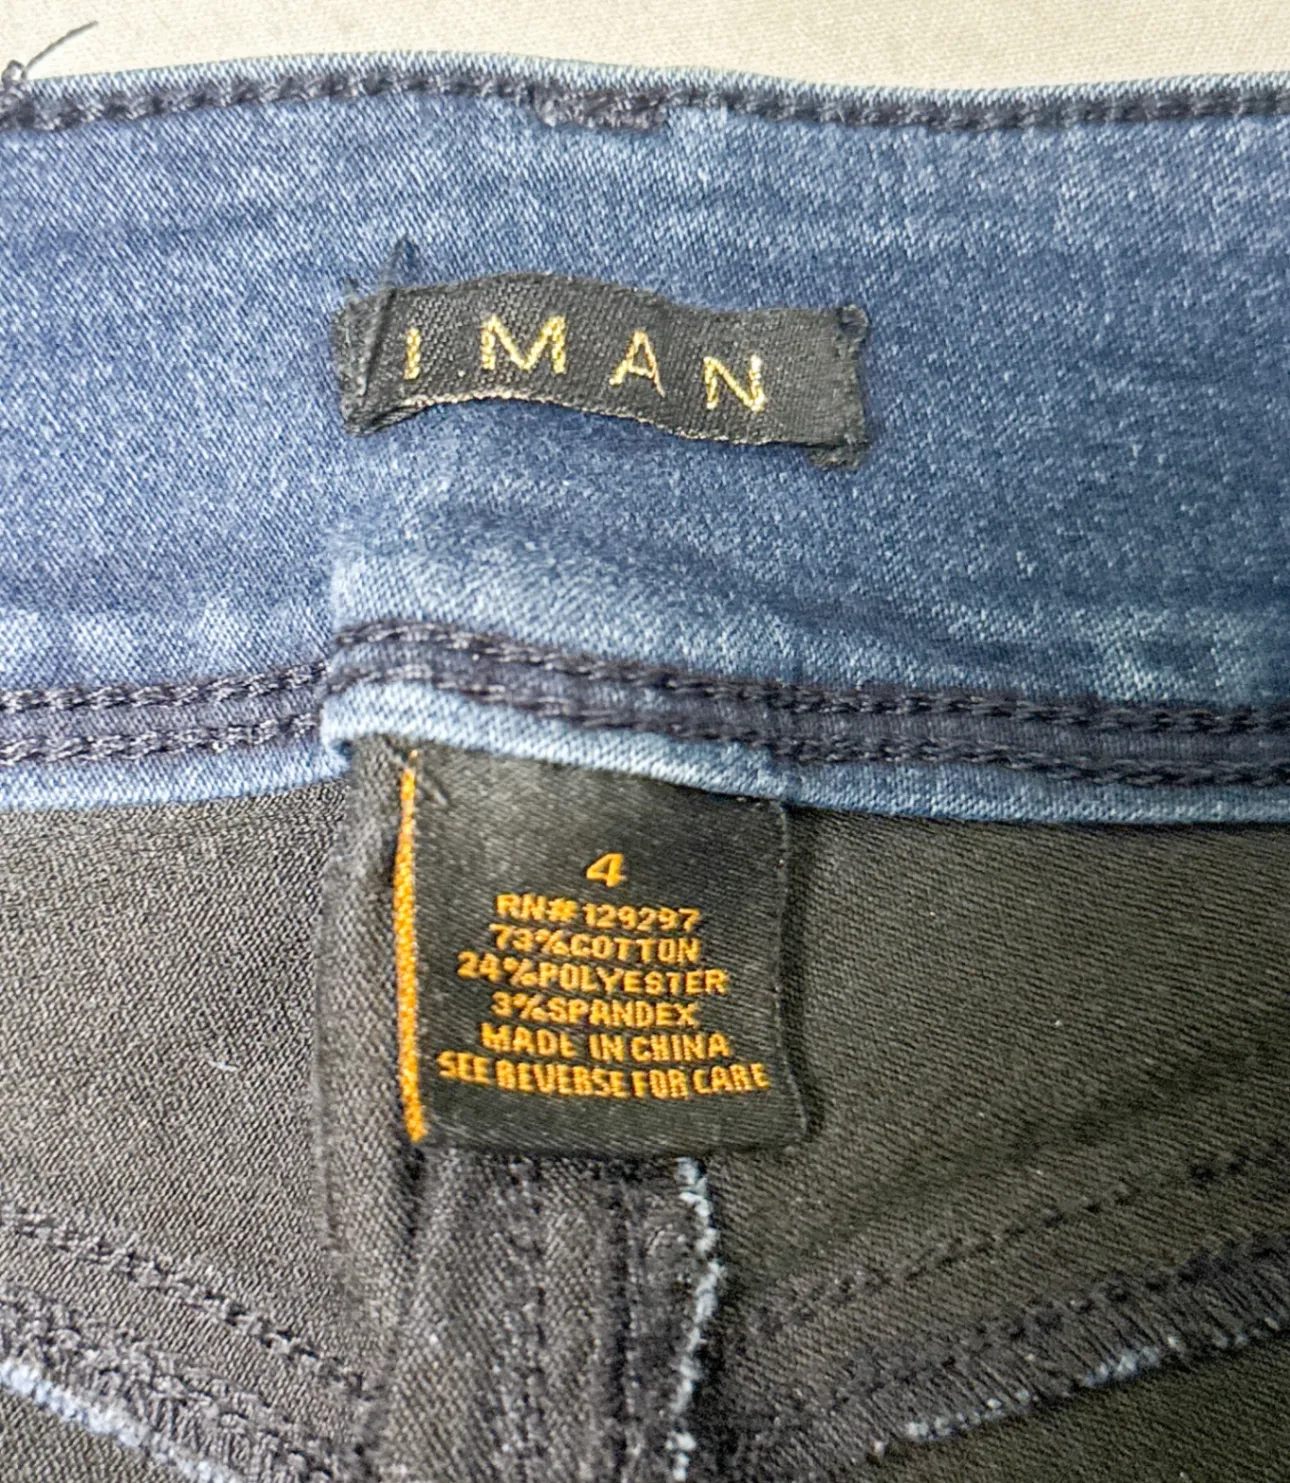 IMAN
4
RN# 129297
73%COTTON
24%POLYESTER
3%SPANDEX
MADE IN CHINA
SEE REVERSE FOR CARE